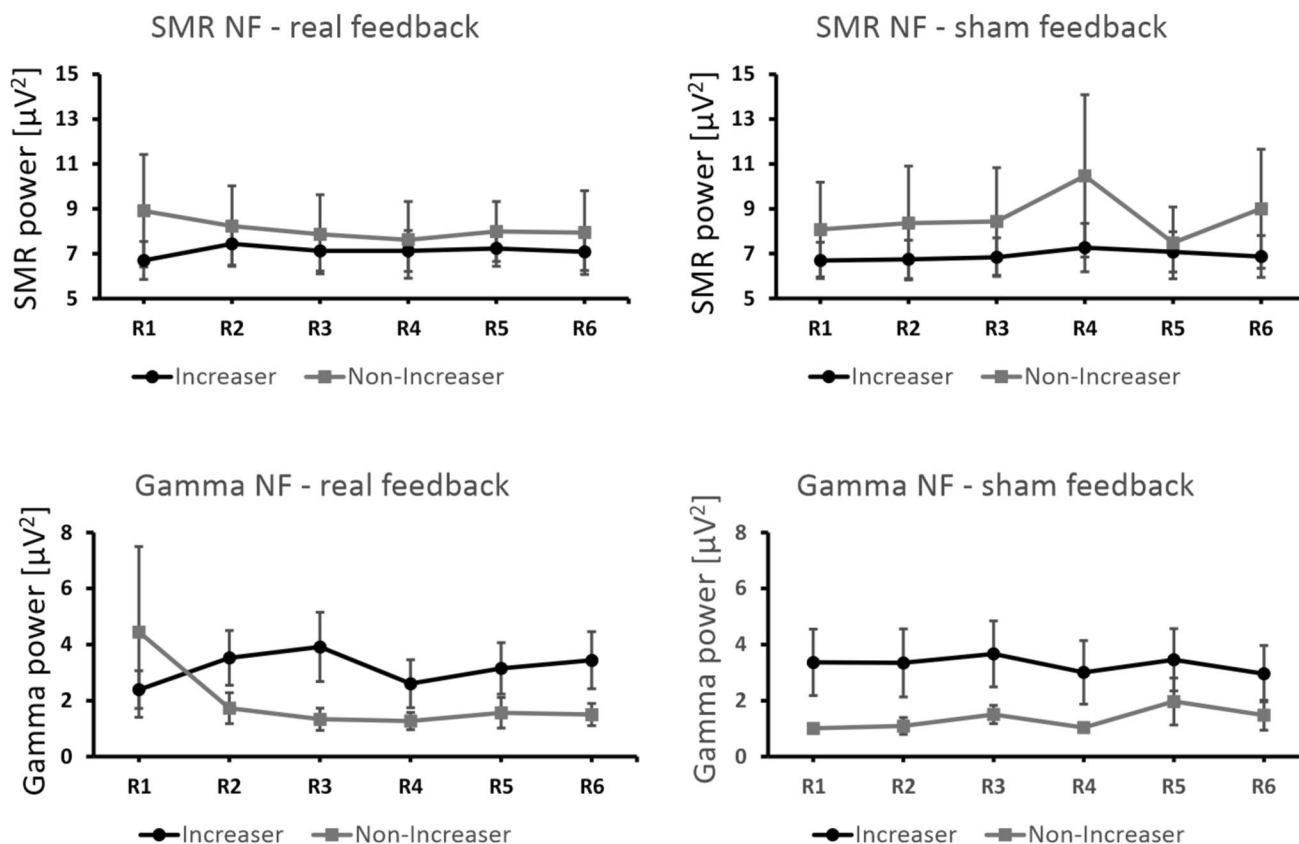 SMR NF - real feedback
SMR power [µV²]
15
13
11
9
7
5
R1 R2 R3 R4 R5 R6
Increaser Non-Increaser
SMR NF - sham feedback
SMR power [µV²]
15
13
11
9
7
5
R1 R2 R3 R4 R5 R6
Increaser Non-Increaser
Gamma NF - real feedback
Gamma power [µV²]
8
6
4
2
0
R1 R2 R3 R4 R5 R6
Increaser Non-Increaser
Gamma NF - sham feedback
Gamma power [µV²]
8
6
4
2
0
R1 R2 R3 R4 R5 R6
Increaser Non-Increaser